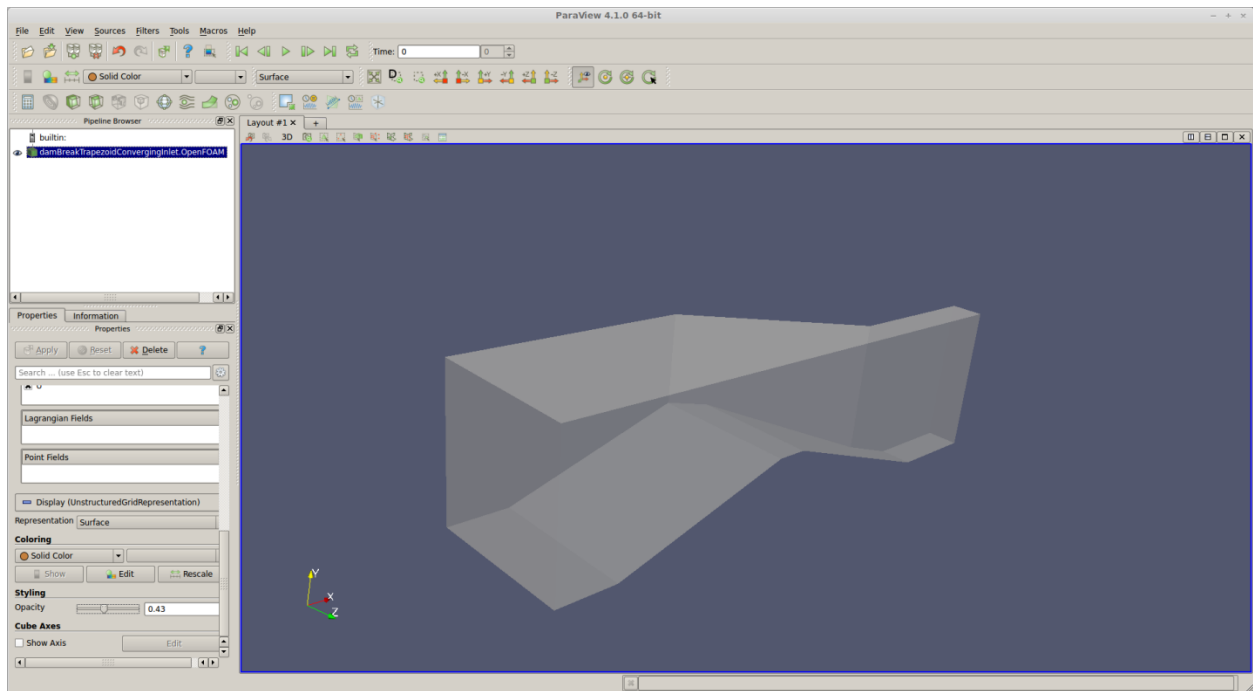 ParaView 4.1.0 64-bit
File Edit View Sources Filters Tools Macros Help
Time: 0 0
Solid Color Surface
Pipeline Browser
Layout #1
3D
builtin:
damBreakTrapezoidConvergingInlet.OpenFOAM
Properties Information
Properties
Apply Reset Delete ?
Search ... (use Esc to clear text)
Lagrangian Fields
Point Fields
Display (UnstructuredGridRepresentation)
Representation Surface
Coloring
Solid Color
Show Edit Rescale
Styling
Opacity 0.43
Cube Axes
Show Axis Edit
Y
X
Z